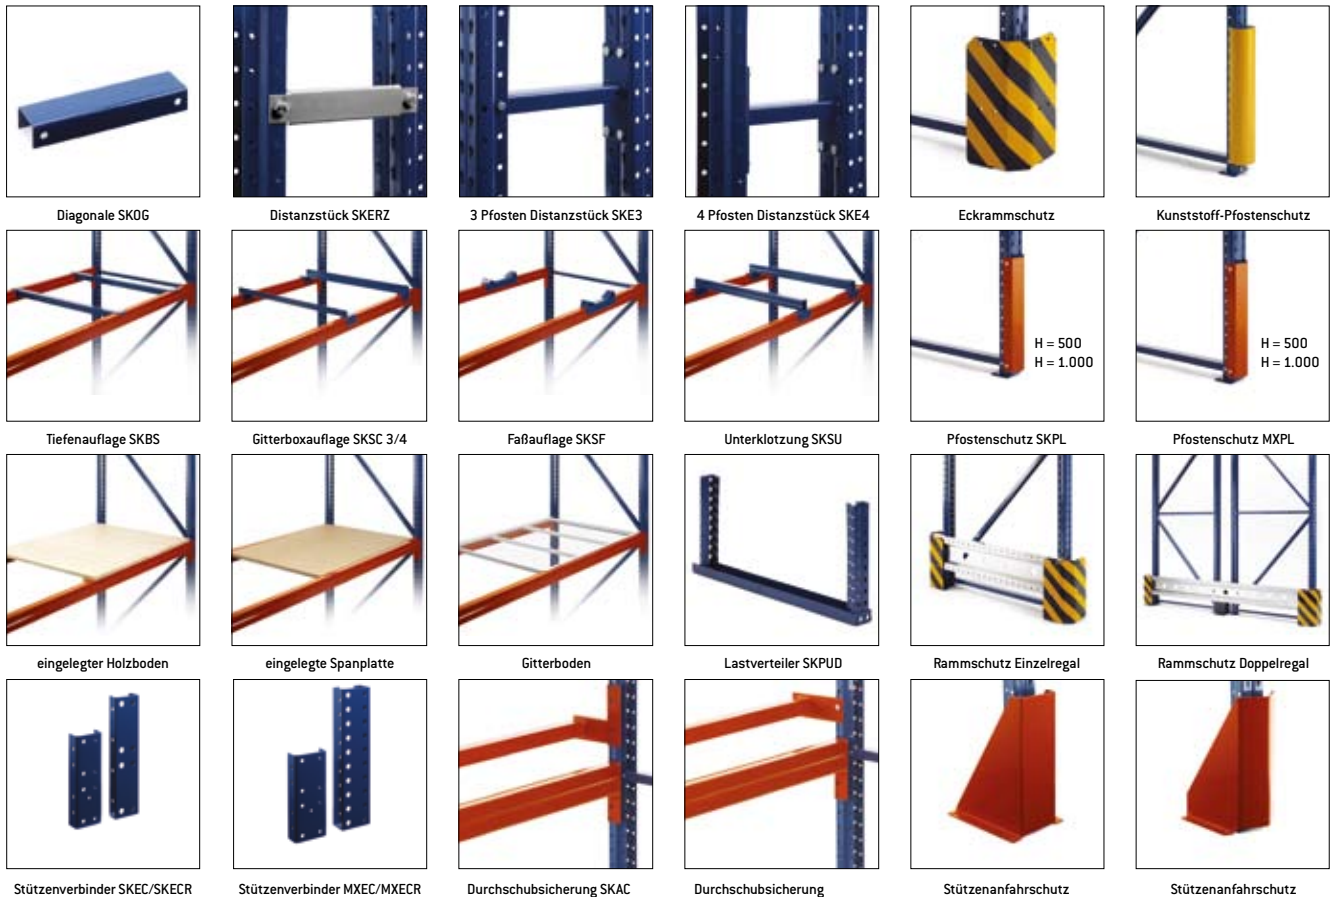 Diagonale SKOG
Distanzstück SKERZ
3 Pfosten Distanzstück SKE3
4 Pfosten Distanzstück SKE4
Eckrammschutz
Kunststoff-Pfostenschutz
H = 500
H = 1.000
H = 500
H = 1.000
Tiefenauflage SKBS
Gitterboxauflage SKSC 3/4
Faßauflage SKSF
Unterklotzung SKSU
Pfostenschutz SKPL
Pfostenschutz MXPL
eingelegter Holzboden
eingelegte Spanplatte
Gitterboden
Lastverteiler SKPUD
Rammschutz Einzelregal
Rammschutz Doppelregal
Stützenverbinder SKEC/SKECR
Stützenverbinder MXEC/MXECR
Durchschubsicherung SKAC
Durchschubsicherung
Stützenanfahrschutz
Stützenanfahrschutz